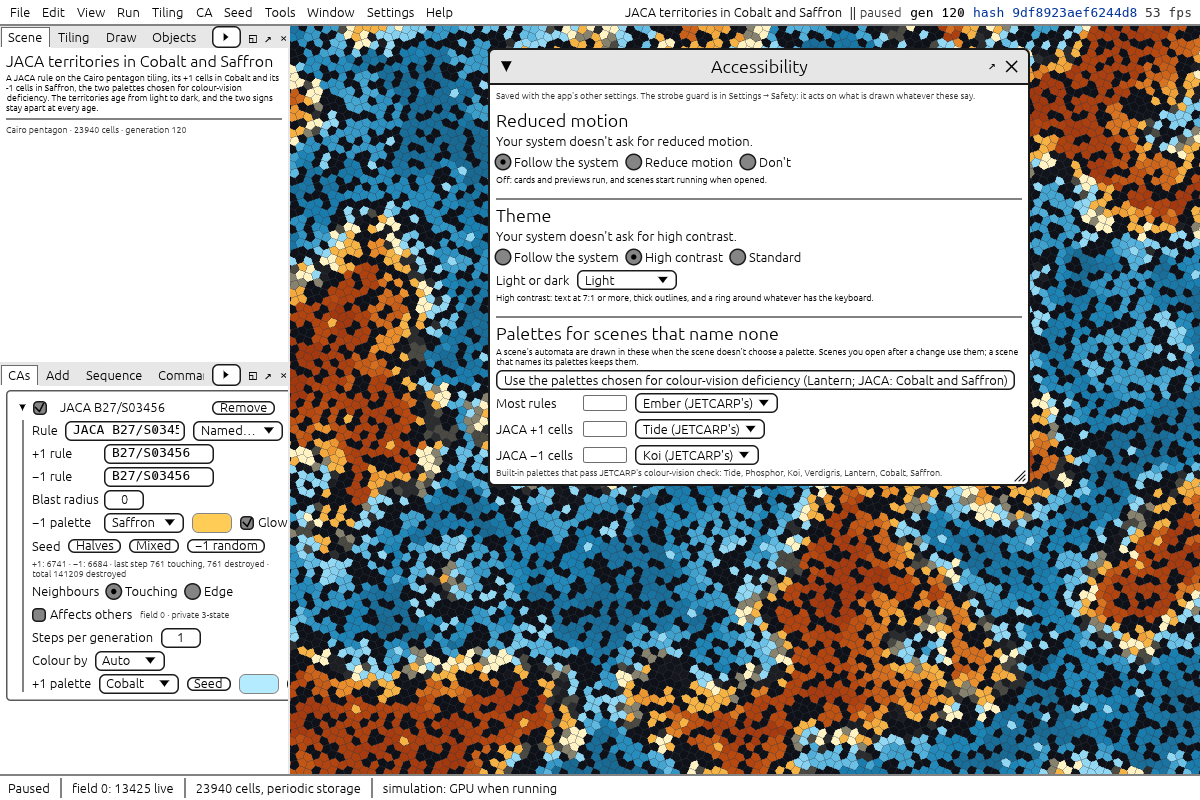 File Edit View Run Tiling CA Seed Tools Window Settings Help
JACA territories in Cobalt and Saffron || paused gen 120 hash 9df8923aef6244d8 53 fps
Scene Tiling Draw Objects
JACA territories in Cobalt and Saffron
A JACA rule on the Cairo pentagon tiling, its +1 cells in Cobalt and its
-1 cells in Saffron, the two palettes chosen for colour-vision
deficiency. The territories age from light to dark, and the two signs
stay apart at every age.
Cairo pentagon · 23940 cells · generation 120
CAs Add Sequence Comma
JACA B27/S03456 Remove
Rule JACA B27/S0345 Named...
+1 rule B27/S03456
−1 rule B27/S03456
Blast radius 0
−1 palette Saffron Glow
Seed Halves Mixed −1 random
+1: 6741 · −1: 6684 · last step 761 touching, 761 destroyed ·
total 141209 destroyed
Neighbours Touching Edge
Affects others field 0 · private 3-state
Steps per generation 1
Colour by Auto
+1 palette Cobalt Seed
Accessibility
Saved with the app's other settings. The strobe guard is in Settings → Safety: it acts on what is drawn whatever these say.
Reduced motion
Your system doesn't ask for reduced motion.
Follow the system Reduce motion Don't
Off: cards and previews run, and scenes start running when opened.
Theme
Your system doesn't ask for high contrast.
Follow the system High contrast Standard
Light or dark Light
High contrast: text at 7:1 or more, thick outlines, and a ring around whatever has the keyboard.
Palettes for scenes that name none
A scene's automata are drawn in these when the scene doesn't choose a palette. Scenes you open after a change use them; a scene
that names its palettes keeps them.
Use the palettes chosen for colour-vision deficiency (Lantern; JACA: Cobalt and Saffron)
Most rules Ember (JETCARP's)
JACA +1 cells Tide (JETCARP's)
JACA −1 cells Koi (JETCARP's)
Built-in palettes that pass JETCARP's colour-vision check: Tide, Phosphor, Koi, Verdigris, Lantern, Cobalt, Saffron.
Paused field 0: 13425 live 23940 cells, periodic storage simulation: GPU when running